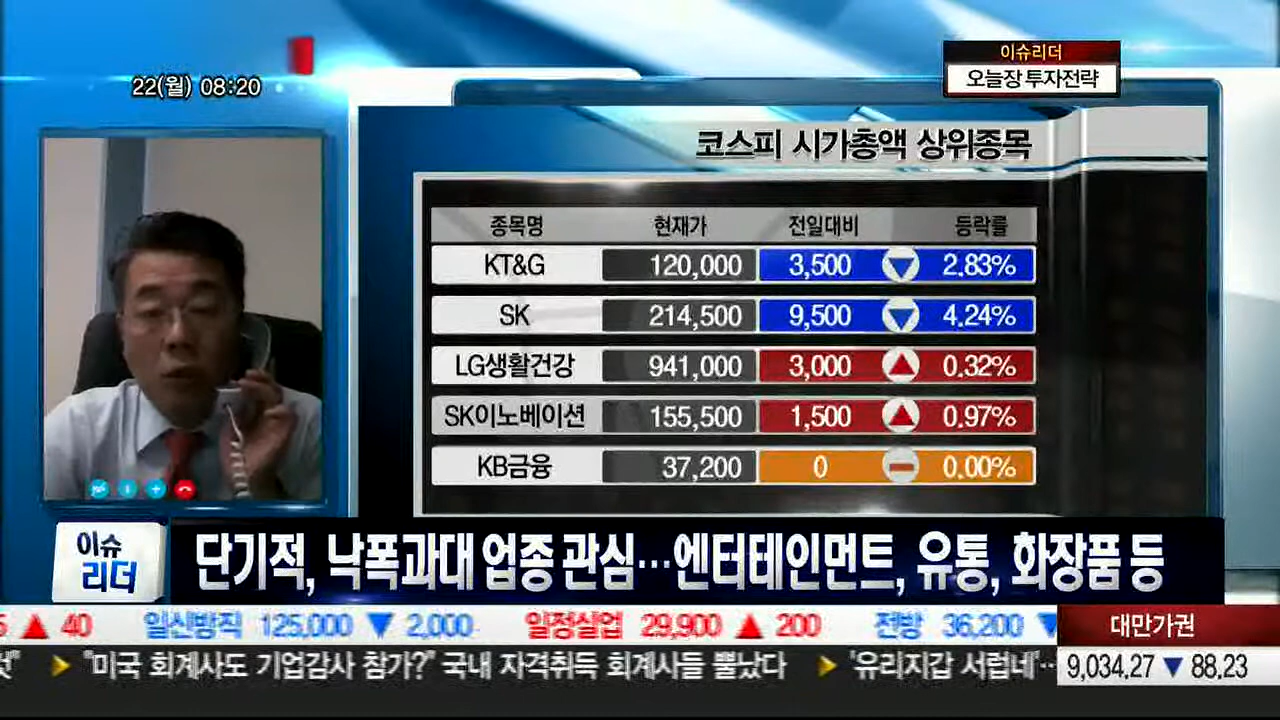 이슈리더
오늘장 투자전략
22(월) 08:20
코스피 시가총액 상위종목
종목명 현재가 전일대비 등락률
KT&G 120,000 3,500 ▼ 2.83%
SK 214,500 9,500 ▼ 4.24%
LG생활건강 941,000 3,000 ▲ 0.32%
SK이노베이션 155,500 1,500 ▲ 0.97%
KB금융 37,200 0 - 0.00%
이슈
리더
단기적, 낙폭과대 업종 관심…엔터테인먼트, 유통, 화장품 등
▲ 40 일신방직 125,000 ▼ 2,000 일정실업 29,900 ▲ 200 전방 36,200 ▼
대만가권
"미국 회계사도 기업감사 참가?" 국내 자격취득 회계사들 뿔났다 '유리지갑 서럽네'…
9,034.27 ▼ 88.23